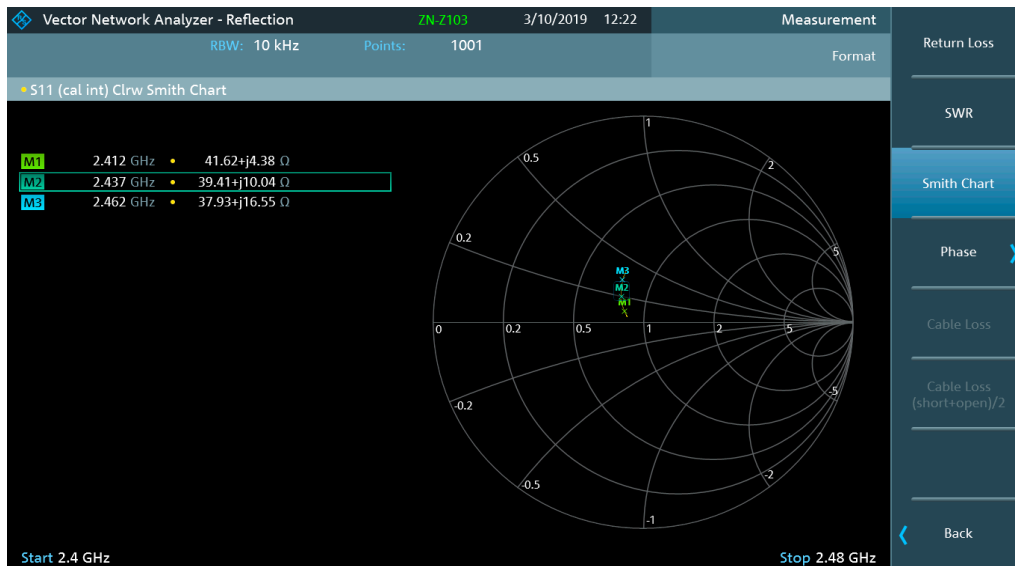 Vector Network Analyzer - Reflection ZN-Z103 3/10/2019 12:22 Measurement
RBW: 10 kHz Points: 1001
Format
• S11 (cal int) Clrw Smith Chart
M1 2.412 GHz • 41.62+j4.38 Ω
M2 2.437 GHz • 39.41+j10.04 Ω
M3 2.462 GHz • 37.93+j16.55 Ω
1
0.5
2
0.2
5
M3
M2
M1
0 0.2 0.5 1 2 5
-0.2
-5
-0.5
-2
-1
Start 2.4 GHz Stop 2.48 GHz
Return Loss
SWR
Smith Chart
Phase
Cable Loss
Cable Loss
(short+open)/2
Back